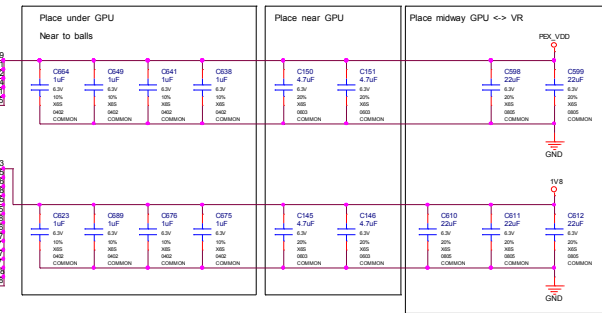 Place under GPU
Near to balls
Place near GPU
Place midway GPU <-> VR
PEX_VDD
C664
1uF
6.3V
10%
X6S
0402
COMMON
C649
1uF
6.3V
10%
X6S
0402
COMMON
C641
1uF
6.3V
10%
X6S
0402
COMMON
C638
1uF
6.3V
10%
X6S
0402
COMMON
C150
4.7uF
6.3V
20%
X6S
0603
COMMON
C151
4.7uF
6.3V
20%
X6S
0603
COMMON
C598
22uF
6.3V
20%
X6S
0805
COMMON
C599
22uF
6.3V
20%
X6S
0805
COMMON
GND
1V8
C623
1uF
6.3V
10%
X6S
0402
COMMON
C689
1uF
6.3V
10%
X6S
0402
COMMON
C676
1uF
6.3V
10%
X6S
0402
COMMON
C675
1uF
6.3V
10%
X6S
0402
COMMON
C145
4.7uF
6.3V
20%
X6S
0603
COMMON
C146
4.7uF
6.3V
20%
X6S
0603
COMMON
C610
22uF
6.3V
20%
X6S
0805
COMMON
C611
22uF
6.3V
20%
X6S
0805
COMMON
C612
22uF
6.3V
20%
X6S
0805
COMMON
GND